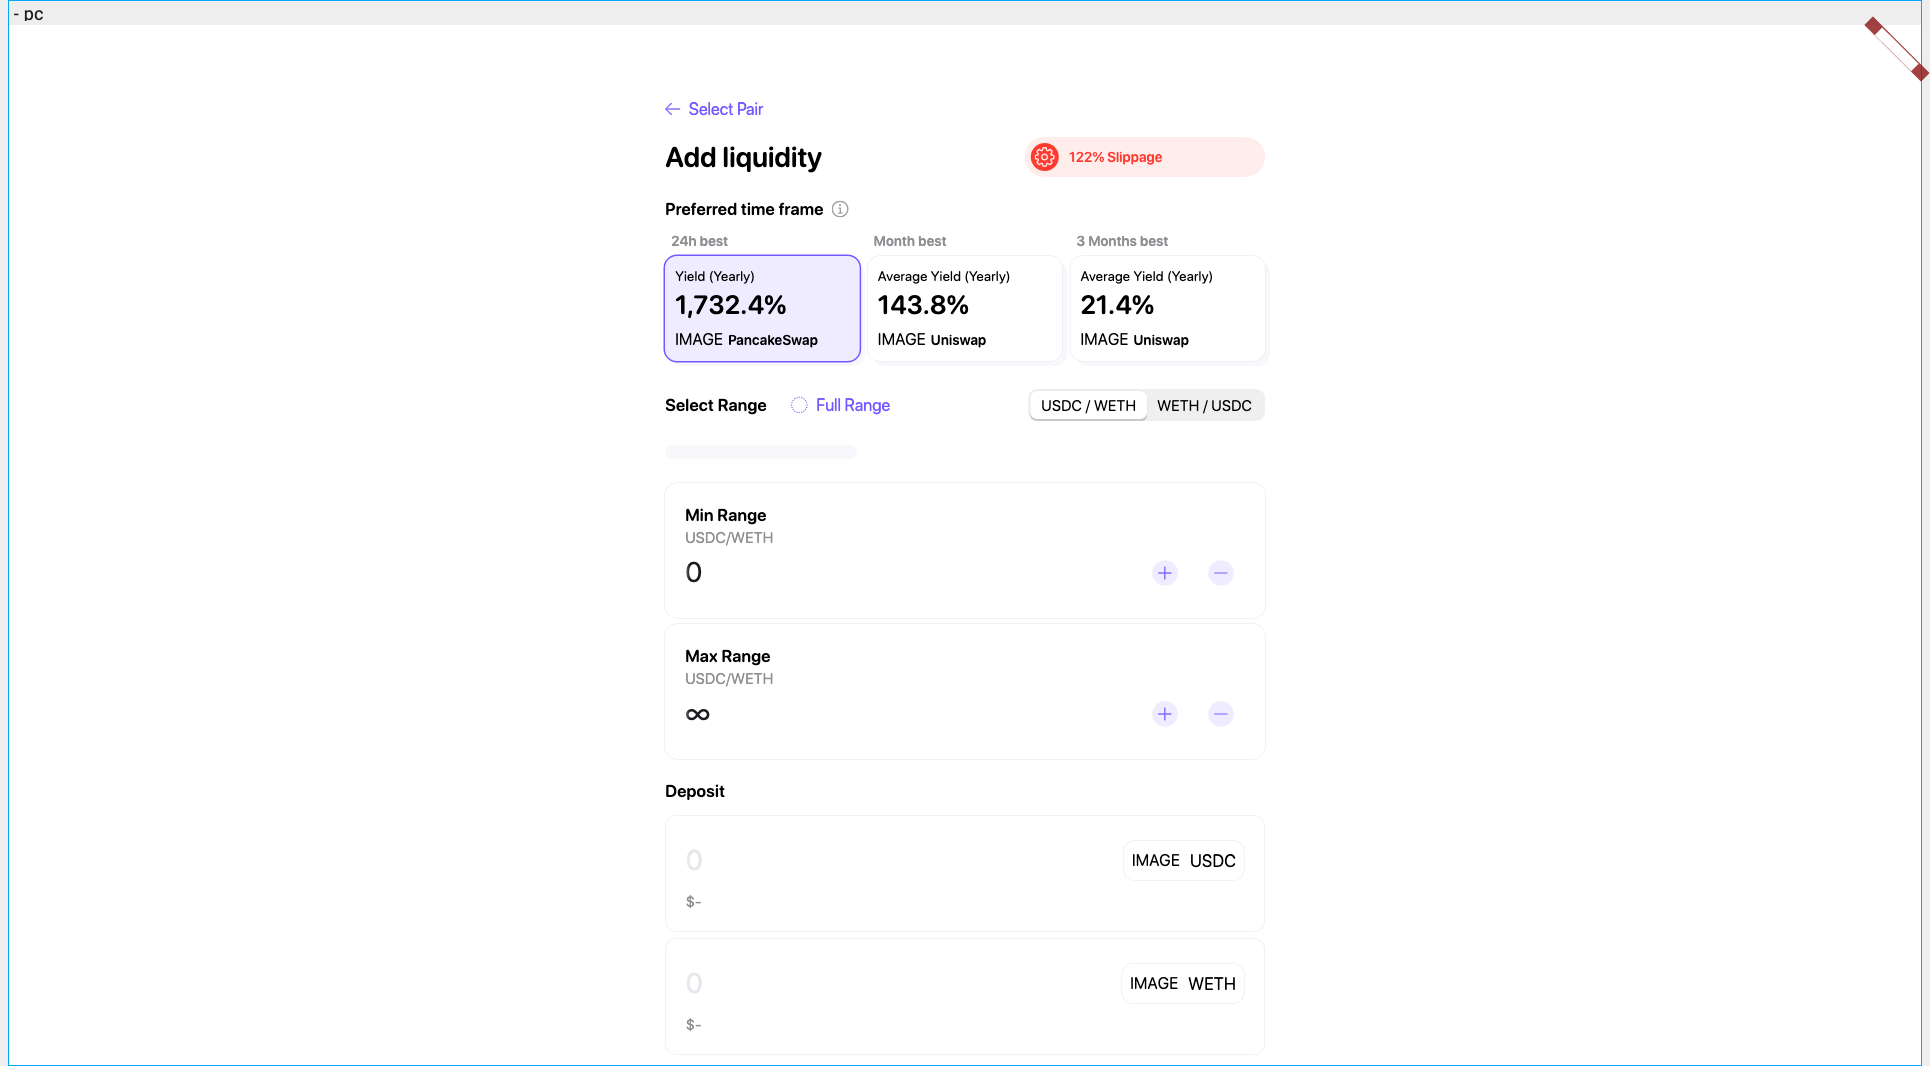 - pc
Select Pair
Add liquidity
122% Slippage
Preferred time frame
24h best
Month best
3 Months best
Yield (Yearly)
1,732.4%
IMAGE PancakeSwap
Average Yield (Yearly)
143.8%
IMAGE Uniswap
Average Yield (Yearly)
21.4%
IMAGE Uniswap
Select Range
Full Range
USDC / WETH
WETH / USDC
Min Range
USDC/WETH
0
Max Range
USDC/WETH
∞
Deposit
0
IMAGE USDC
$-
0
IMAGE WETH
$-